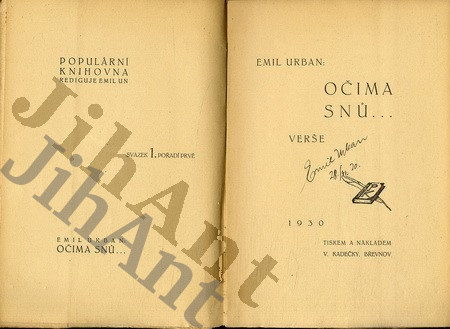 POPULÁRNÍ
KNIHOVNA
REDIGUJE EMIL UN
SVAZEK 1. POŘADÍ PRVÉ
EMIL URBAN:
OČIMA SNŮ...
JihAnt
JihAnt
EMIL URBAN:
OČIMA
SNŮ...
VERŠE
Emil Urban
1930
TISKEM A NÁKLADEM
V. KADEČKY, BŘEVNOV